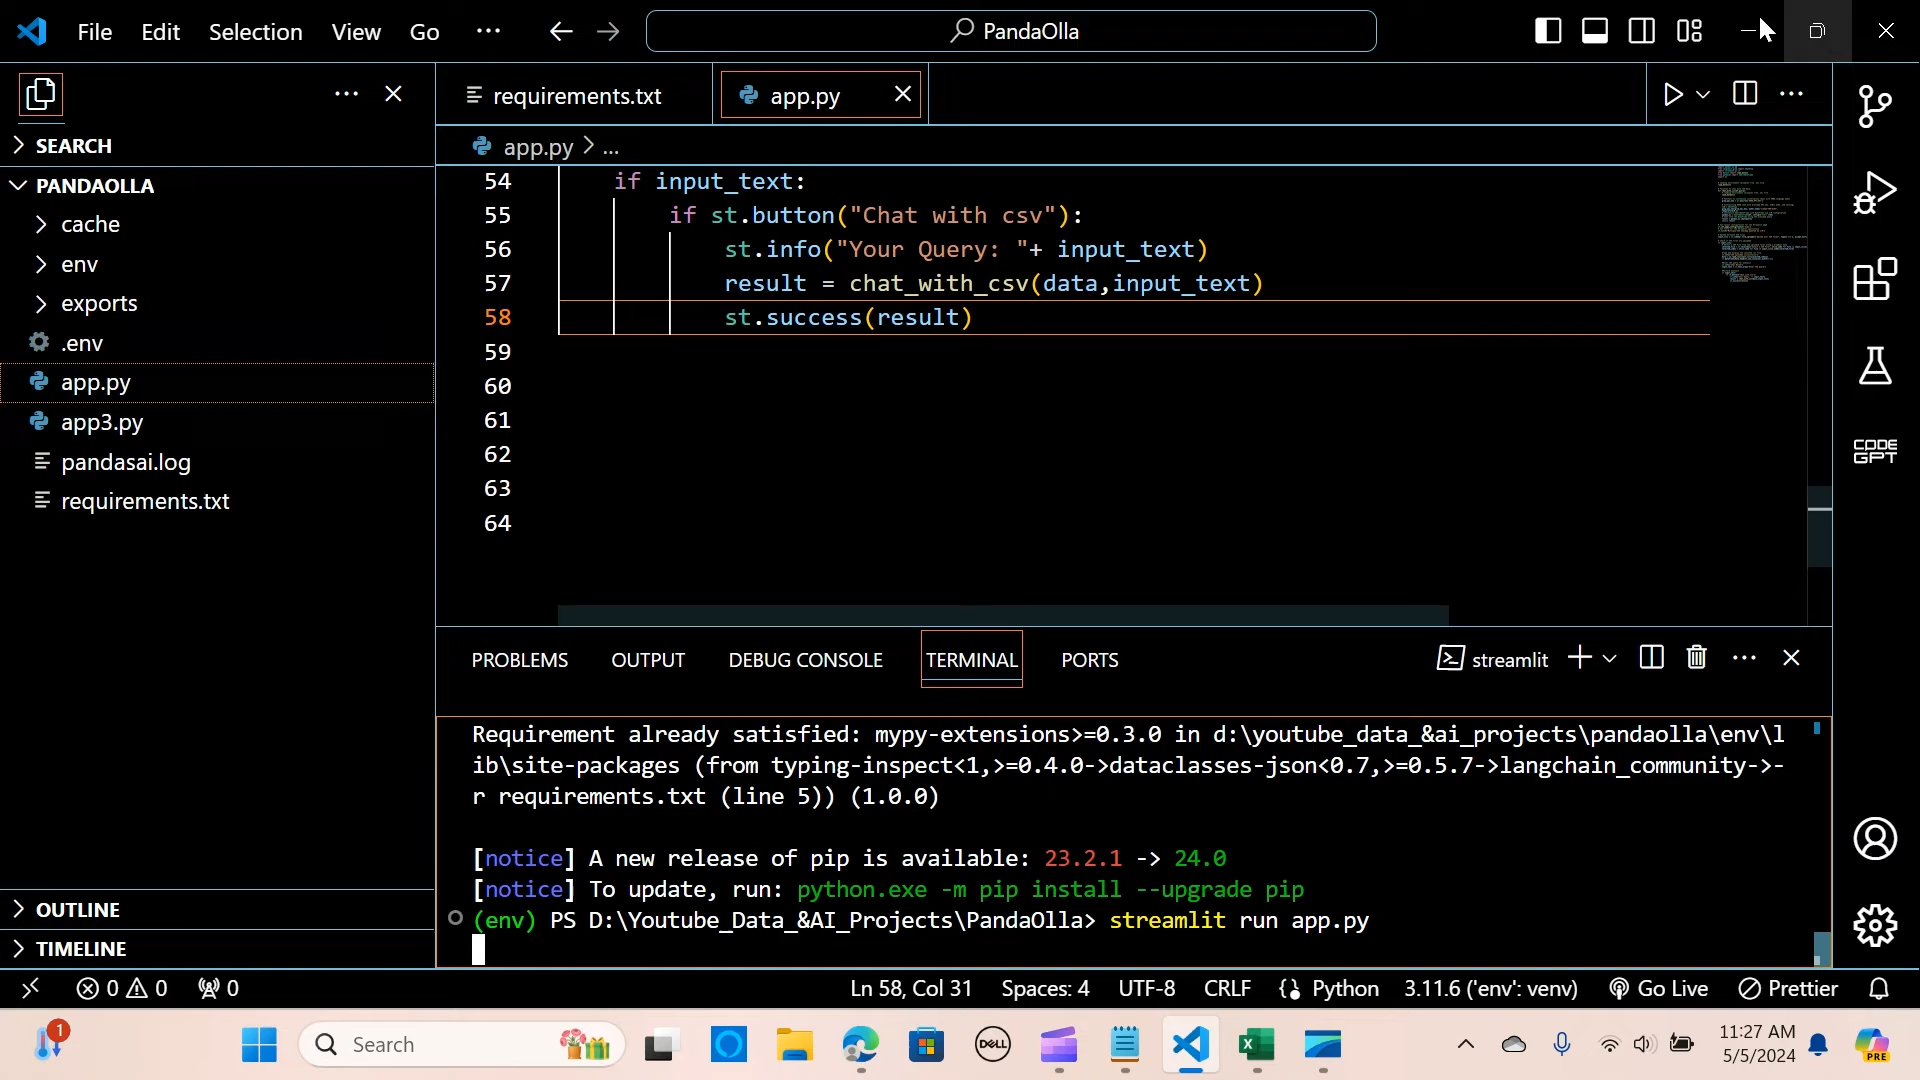 File Edit Selection View Go ··· PandaOlla
requirements.txt app.py
SEARCH
app.py > ...
PANDAOLLA
cache
env
exports
.env
app.py
app3.py
pandasai.log
requirements.txt
OUTLINE
TIMELINE
54 if input_text:
55 if st.button("Chat with csv"):
56 st.info("Your Query: "+ input_text)
57 result = chat_with_csv(data,input_text)
58 st.success(result)
59
60
61
62
63
64
CODE
GPT
PROBLEMS OUTPUT DEBUG CONSOLE TERMINAL PORTS streamlit
Requirement already satisfied: mypy-extensions>=0.3.0 in d:\youtube_data_&ai_projects\pandaolla\env\l
ib\site-packages (from typing-inspect<1,>=0.4.0->dataclasses-json<0.7,>=0.5.7->langchain_community->-
r requirements.txt (line 5)) (1.0.0)
[notice] A new release of pip is available: 23.2.1 -> 24.0
[notice] To update, run: python.exe -m pip install --upgrade pip
(env) PS D:\Youtube_Data_&AI_Projects\PandaOlla> streamlit run app.py
0 0 0 Ln 58, Col 31 Spaces: 4 UTF-8 CRLF Python 3.11.6 ('env': venv) Go Live Prettier
1 Search DELL 11:27 AM
5/5/2024 PRE